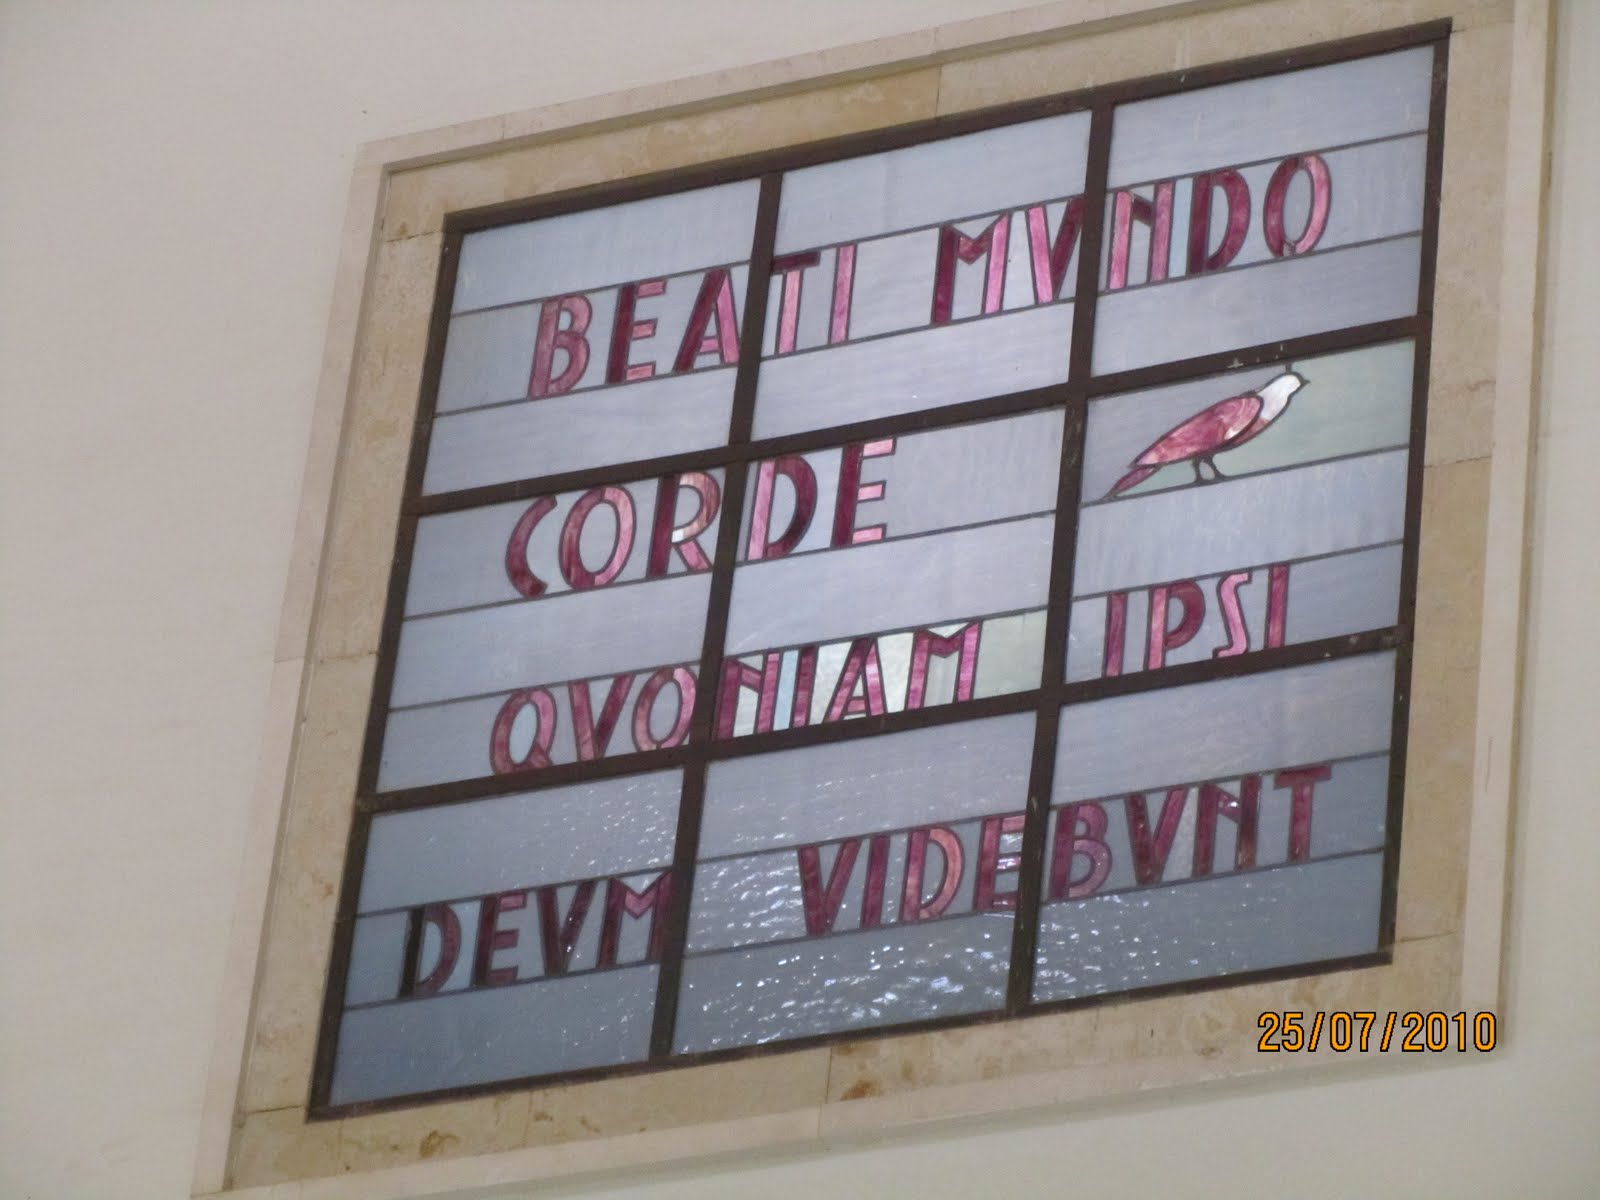 BEATI MVNDO
CORDE
QVONIAM IPSI
DEVM VIDEBVNT
25/07/2010